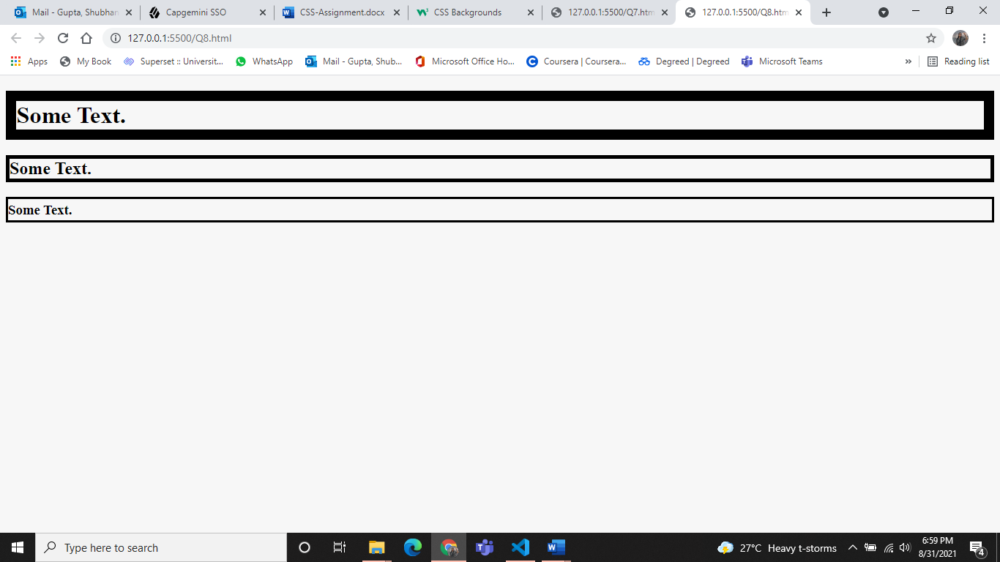 Mail - Gupta, Shubhan
Capgemini SSO
CSS-Assignment.docx
CSS Backgrounds
127.0.0.1:5500/Q7.htm
127.0.0.1:5500/Q8.htm
127.0.0.1:5500/Q8.html
Apps
My Book
Superset :: Universit...
WhatsApp
Mail - Gupta, Shub...
Microsoft Office Ho...
Coursera | Coursera...
Degreed | Degreed
Microsoft Teams
»
Reading list
Some Text.
Some Text.
Some Text.
Type here to search
27°C Heavy t-storms
6:59 PM
8/31/2021
4